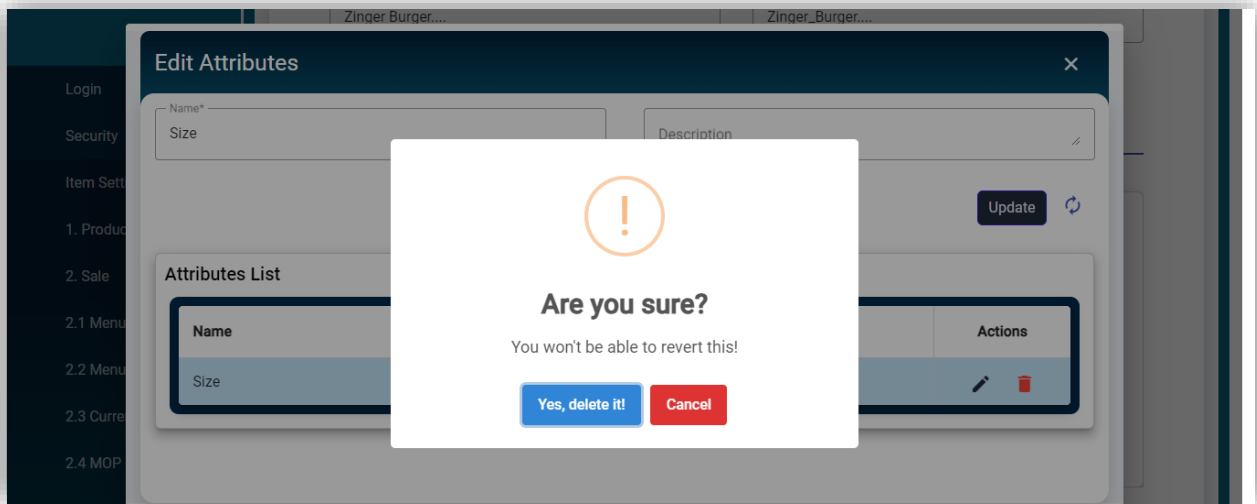 Zinger Burger.... Zinger_Burger....
Edit Attributes
Login
Name*
Size
Description
Security
Item Sett
Update
1. Produc
2. Sale
Attributes List
!
Are you sure?
2.1 Menu
Name
Actions
You won't be able to revert this!
2.2 Menu
Size
Yes, delete it!
Cancel
2.3 Curre
2.4 MOP